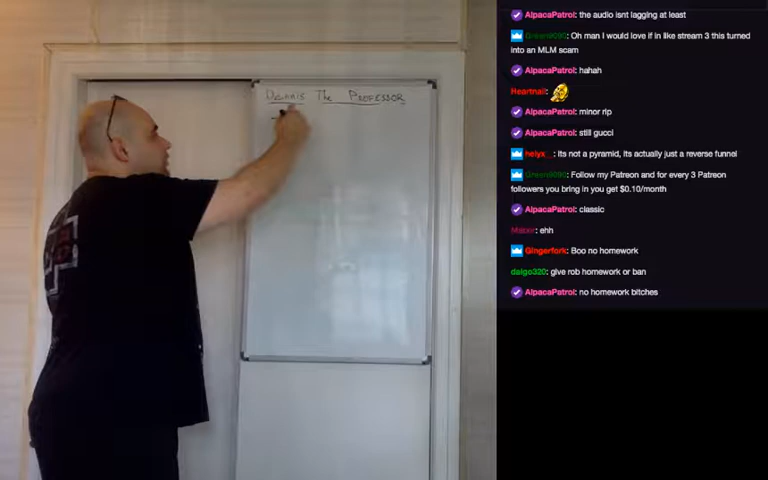 Dennis The Professor
AlpacaPatrol: the audio isnt lagging at least
Oh man I would love if in like stream 3 this turned
into an MLM scam
AlpacaPatrol: hahah
Heartnail:
AlpacaPatrol: minor rip
AlpacaPatrol: still gucci
helyx_: Its not a pyramid, its actually just a reverse funnel
Follow my Patreon and for every 3 Patreon
followers you bring in you get $0.10/month
AlpacaPatrol: classic
ehh
Gingerfork: Boo no homework
daigo320: give rob homework or ban
AlpacaPatrol: no homework bitches